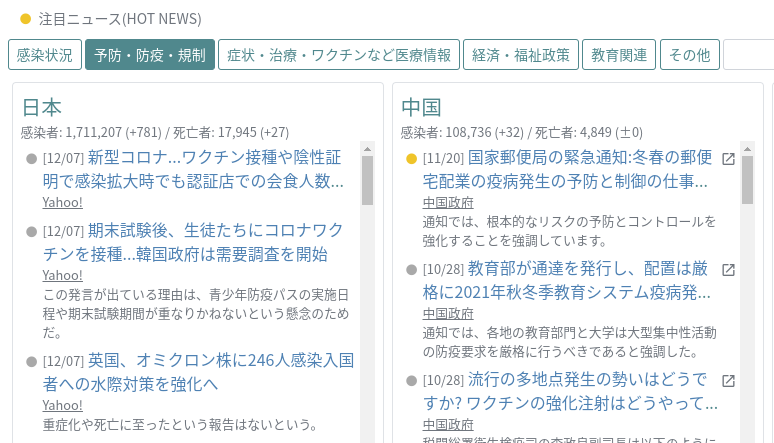 注目ニュース(HOT NEWS)
感染状況
予防・防疫・規制
症状・治療・ワクチンなど医療情報
経済・福祉政策
教育関連
その他
日本
感染者: 1,711,207 (+781) / 死亡者: 17,945 (+27)
[12/07] 新型コロナ...ワクチン接種や陰性証
明で感染拡大時でも認証店での会食人数...
Yahoo!
[12/07] 期末試験後、生徒たちにコロナワク
チンを接種...韓国政府は需要調査を開始
Yahoo!
この発言が出ている理由は、青少年防疫パスの実施日
程や期末試験期間が重なりかねないという懸念のため
だ。
[12/07] 英国、オミクロン株に246人感染入国
者への水際対策を強化へ
Yahoo!
重症化や死亡に至ったという報告はないという。
中国
感染者: 108,736 (+32) / 死亡者: 4,849 (±0)
[11/20] 国家郵便局の緊急通知:冬春の郵便
宅配業の疫病発生の予防と制御の仕事...
中国政府
通知では、根本的なリスクの予防とコントロールを
強化することを強調しています。
[10/28] 教育部が通達を発行し、配置は厳
格に2021年秋冬季教育システム疫病発...
中国政府
通知では、各地の教育部門と大学は大型集中性活動
の防疫要求を厳格に行うべきであると強調した。
[10/28] 流行の多地点発生の勢いはどうで
すか? ワクチンの強化注射はどうやって...
中国政府